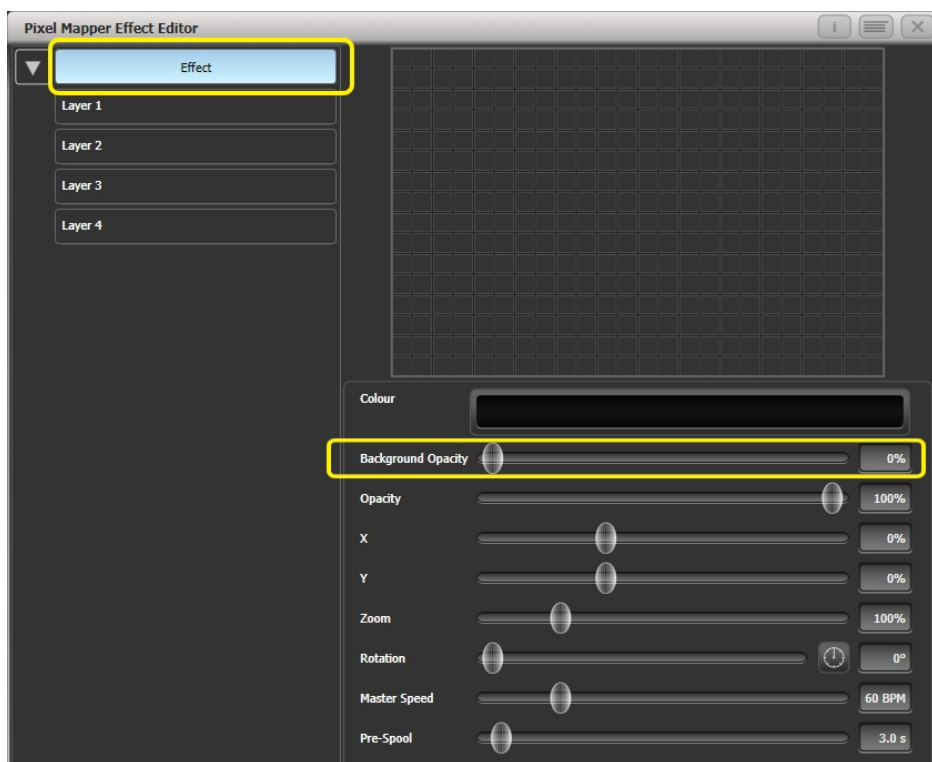 Pixel Mapper Effect Editor
i
Effect
Layer 1
Layer 2
Layer 3
Layer 4
Colour
Background Opacity 0%
Opacity 100%
X 0%
Y 0%
Zoom 100%
Rotation 0°
Master Speed 60 BPM
Pre-Spool 3.0 s